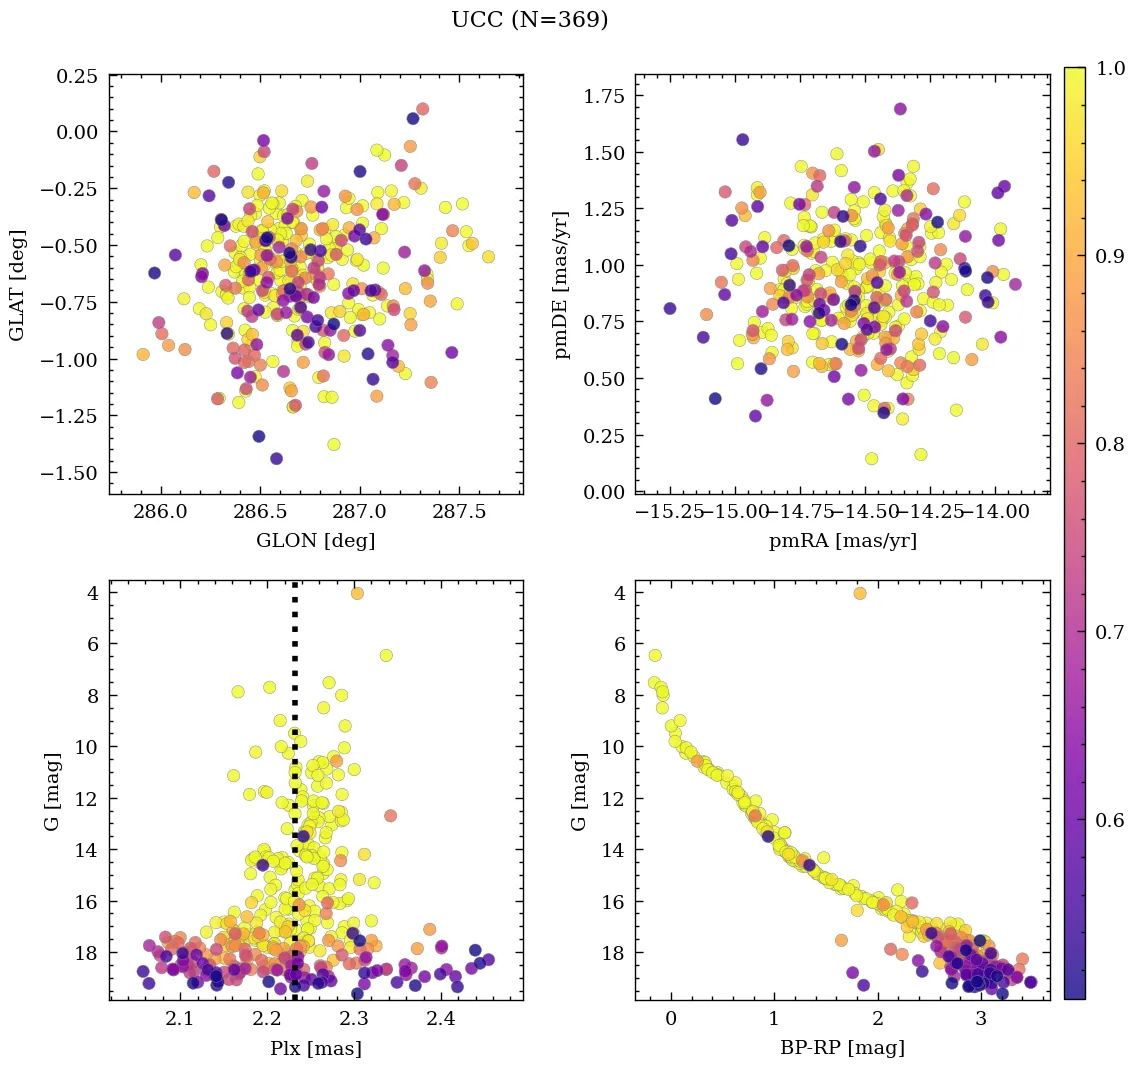 UCC (N=369)
0.25
0.00
−0.25
−0.50
−0.75
−1.00
−1.25
−1.50
GLAT [deg]
286.0 286.5 287.0 287.5
GLON [deg]
1.75
1.50
1.25
1.00
0.75
0.50
0.25
0.00
pmDE [mas/yr]
−15.25 −15.00 −14.75 −14.50 −14.25 −14.00
pmRA [mas/yr]
4
6
8
10
12
14
16
18
G [mag]
2.1 2.2 2.3 2.4
Plx [mas]
4
6
8
10
12
14
16
18
G [mag]
0 1 2 3
BP-RP [mag]
1.0
0.9
0.8
0.7
0.6